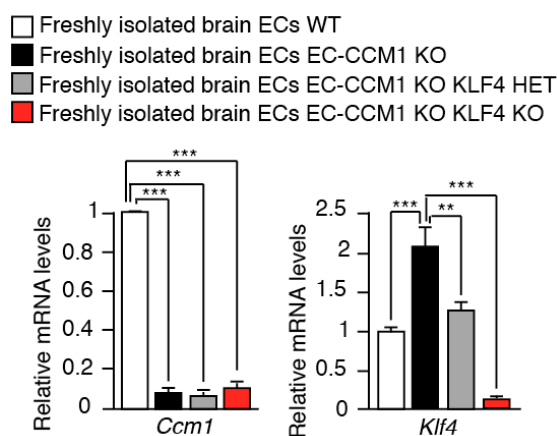 Freshly isolated brain ECs WT
Freshly isolated brain ECs EC-CCM1 KO
Freshly isolated brain ECs EC-CCM1 KO KLF4 HET
Freshly isolated brain ECs EC-CCM1 KO KLF4 KO
Relative mRNA levels
1
0.8
0.6
0.4
0.2
0
***
***
***
Ccm1
Relative mRNA levels
2.5
2
1.5
1
0.5
0
***
***
**
Klf4